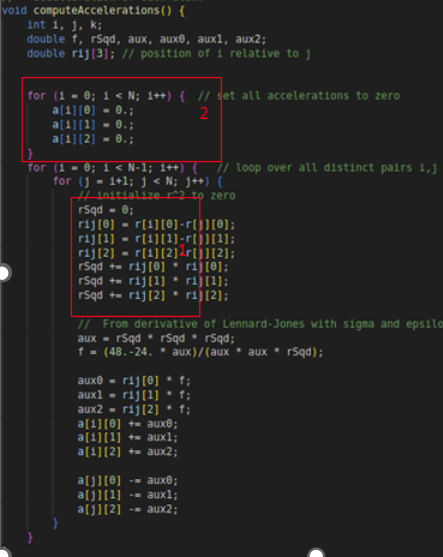 void computeAccelerations() {
int i, j, k;
double f, rSqd, aux, aux0, aux1, aux2;
double rij[3]; // position of i relative to j
for (i = 0; i < N; i++) { // set all accelerations to zero
a[i][0] = 0.;
a[i][1] = 0.;
a[i][2] = 0.;
}
2
for (i = 0; i < N-1; i++) { // loop over all distinct pairs i,j
for (j = i+1; j < N; j++) {
// initialize r^2 to zero
rSqd = 0;
rij[0] = r[i][0]-r[j][0];
rij[1] = r[i][1]-r[j][1];
rij[2] = r[i][2]-r[j][2];
1
rSqd += rij[0] * rij[0];
rSqd += rij[1] * rij[1];
rSqd += rij[2] * rij[2];
// From derivative of Lennard-Jones with sigma and epsilo
aux = rSqd * rSqd * rSqd;
f = (48.-24. * aux)/(aux * aux * rSqd);
aux0 = rij[0] * f;
aux1 = rij[1] * f;
aux2 = rij[2] * f;
a[i][0] += aux0;
a[i][1] += aux1;
a[i][2] += aux2;
a[j][0] -= aux0;
a[j][1] -= aux1;
a[j][2] -= aux2;
}
}